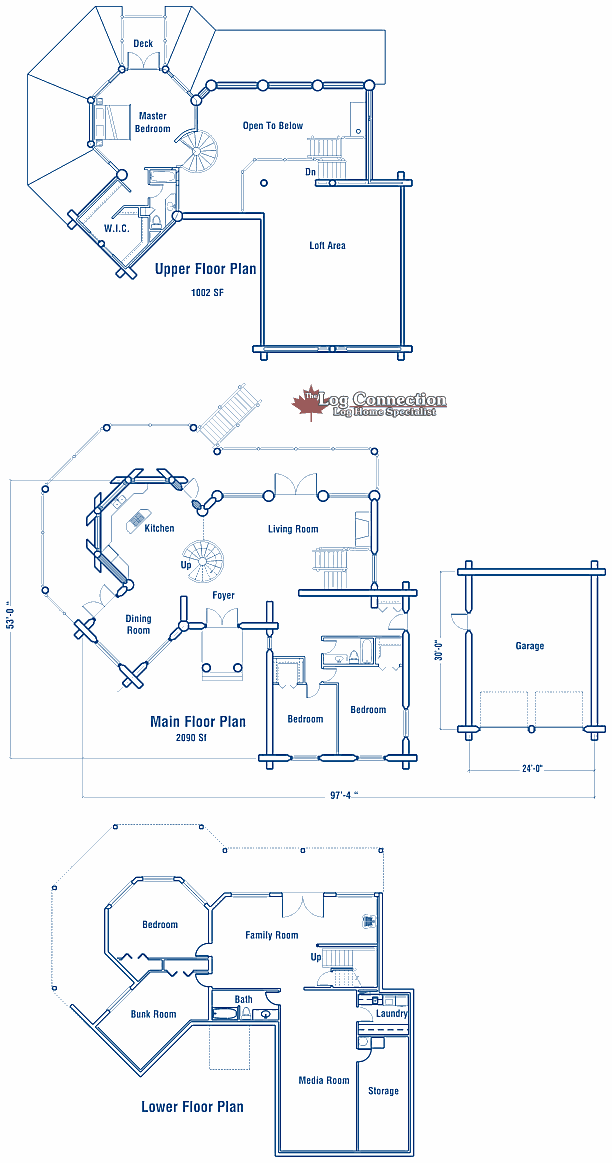 Deck
Master
Bedroom
Open To Below
Dn
W.I.C.
Loft Area
Upper Floor Plan
1002 SF
The Log Connection
Log Home Specialist
Kitchen
Living Room
Up
Foyer
Dining
Room
53'-0 "
Garage
30'-0"
Bedroom
Bedroom
Main Floor Plan
2090 Sf
24'-0"
97'-4 "
Bedroom
Family Room
Up
Bunk Room
Bath
Laundry
Media Room
Storage
Lower Floor Plan